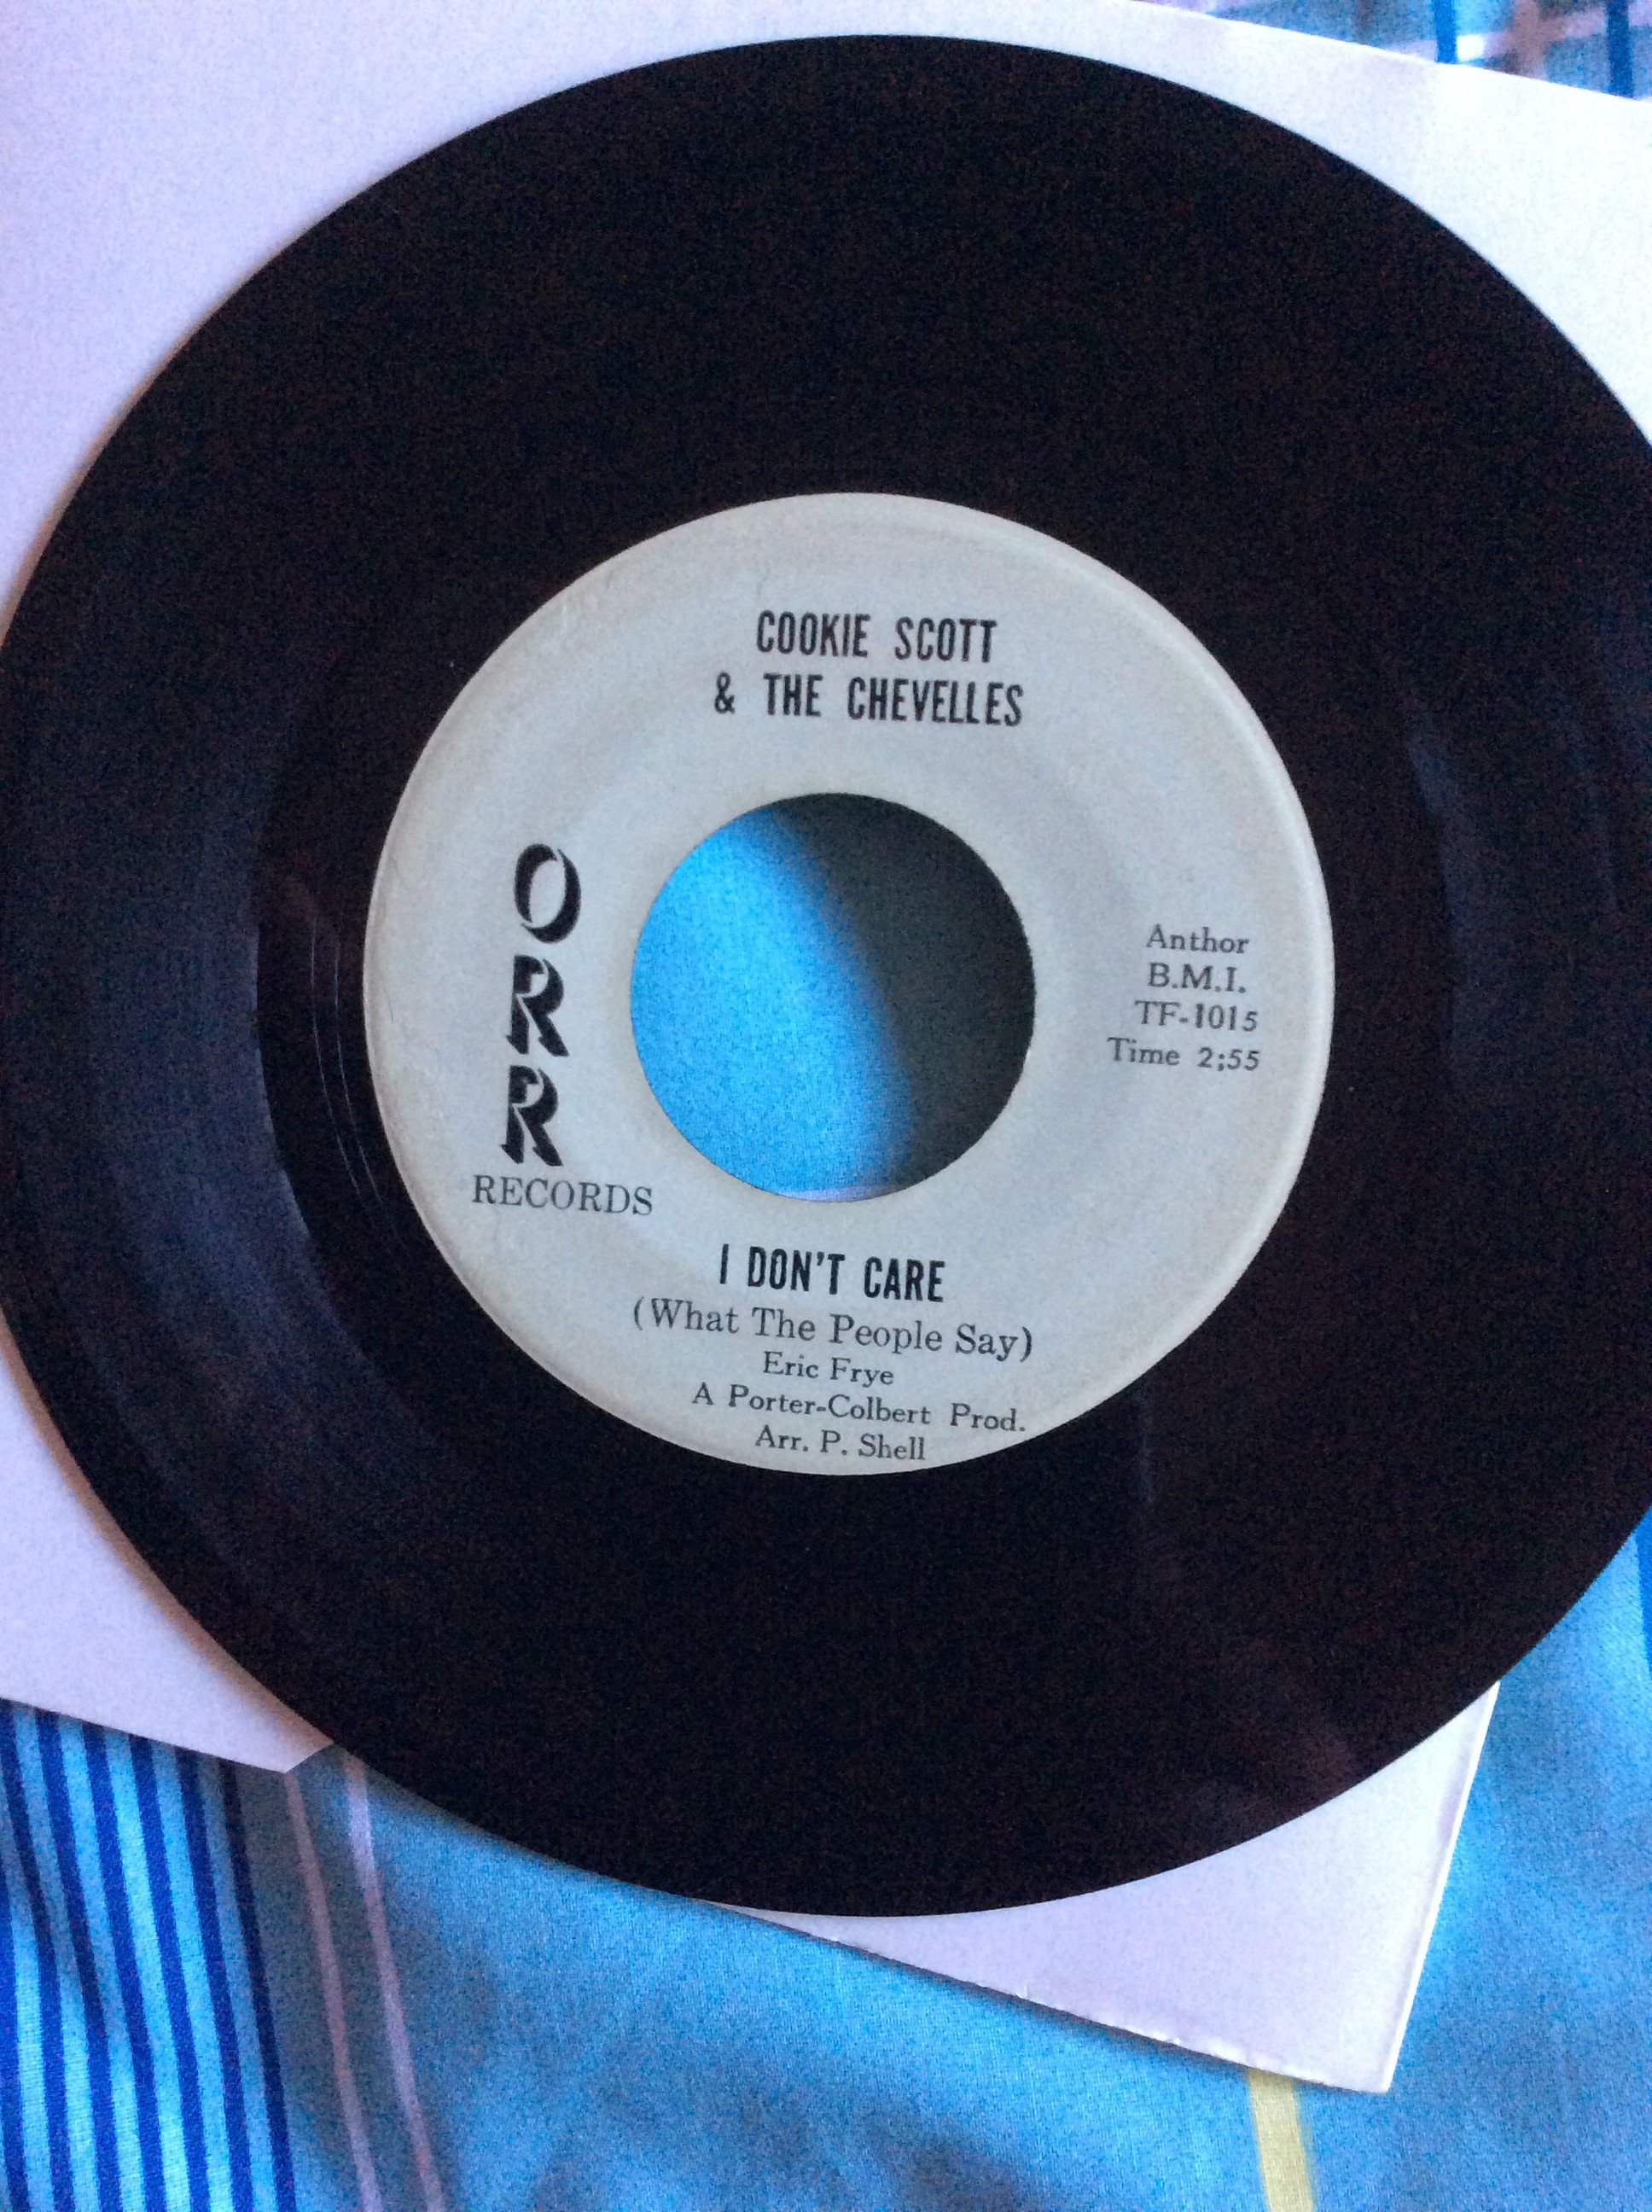 COOKIE SCOTT
& THE CHEVELLES
ORR
RECORDS
Anthor
B.M.I.
TF-1015
Time 2;55
I DON'T CARE
(What The People Say)
Eric Frye
A Porter-Colbert Prod.
Arr. P. Shell